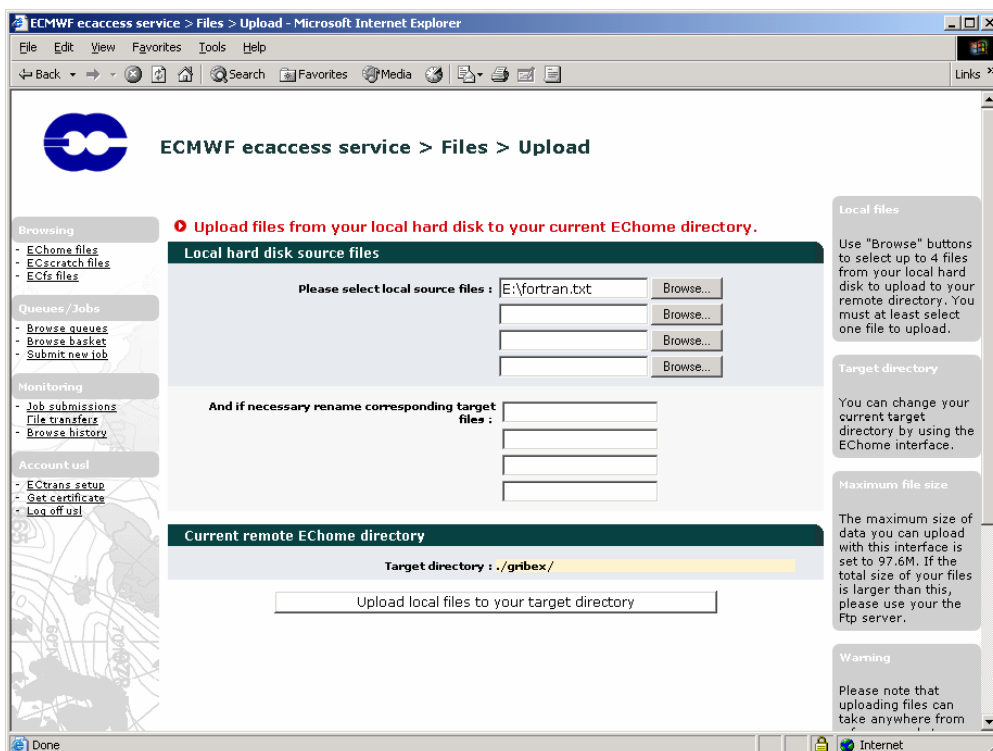 ECMWF ecaccess service > Files > Upload - Microsoft Internet Explorer
File Edit View Favorites Tools Help
Back Search Favorites Media Links »
ECMWF ecaccess service > Files > Upload
Browsing
- EChome files
- ECscratch files
- ECfs files
Queues/Jobs
- Browse queues
- Browse basket
- Submit new job
Monitoring
- Job submissions
File transfers
- Browse history
Account usl
- ECtrans setup
- Get certificate
- Log off usl
Upload files from your local hard disk to your current EChome directory.
Local hard disk source files
Please select local source files : E:\fortran.txt Browse...
Browse...
Browse...
Browse...
And if necessary rename corresponding target
files :
Current remote EChome directory
Target directory : ./gribex/
Upload local files to your target directory
Local files
Use "Browse" buttons
to select up to 4 files
from your local hard
disk to upload to your
remote directory. You
must at least select
one file to upload.
Target directory
You can change your
current target
directory by using the
EChome interface.
Maximum file size
The maximum size of
data you can upload
with this interface is
set to 97.6M. If the
total size of your files
is larger than this,
please use your the
Ftp server.
Warning
Please note that
uploading files can
take anywhere from
Done Internet